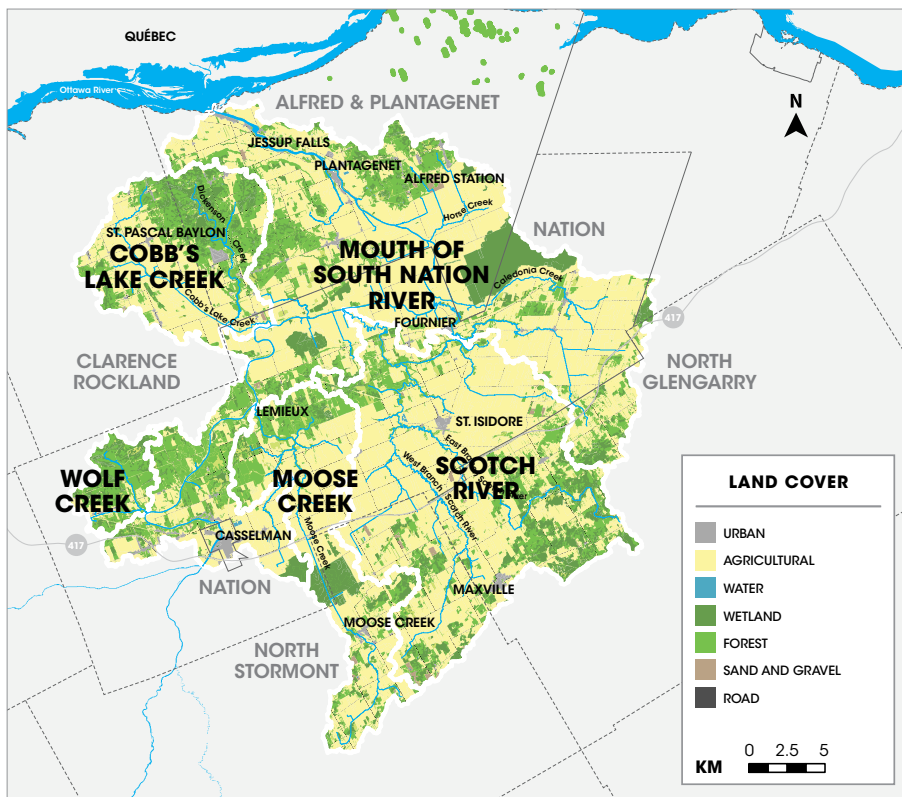 QUÉBEC
Ottawa River
ALFRED & PLANTAGENET
N
JESSUP FALLS
PLANTAGENET
ALFRED STATION
Dickenson
Creek
Horse Creek
ST. PASCAL BAYLON
COBB'S
LAKE CREEK
MOUTH OF
SOUTH NATION
RIVER
NATION
Caledonia Creek
Cobb's Lake Creek
FOURNIER
417
CLARENCE
ROCKLAND
NORTH
GLENGARRY
LEMIEUX
ST. ISIDORE
East Branch
WOLF
CREEK
MOOSE
CREEK
West Branch
SCOTCH
RIVER
Scotch River
417
CASSELMAN
Moose Creek
NATION
MAXVILLE
MOOSE CREEK
NORTH
STORMONT
LAND COVER
URBAN
AGRICULTURAL
WATER
WETLAND
FOREST
SAND AND GRAVEL
ROAD
0 2.5 5
KM